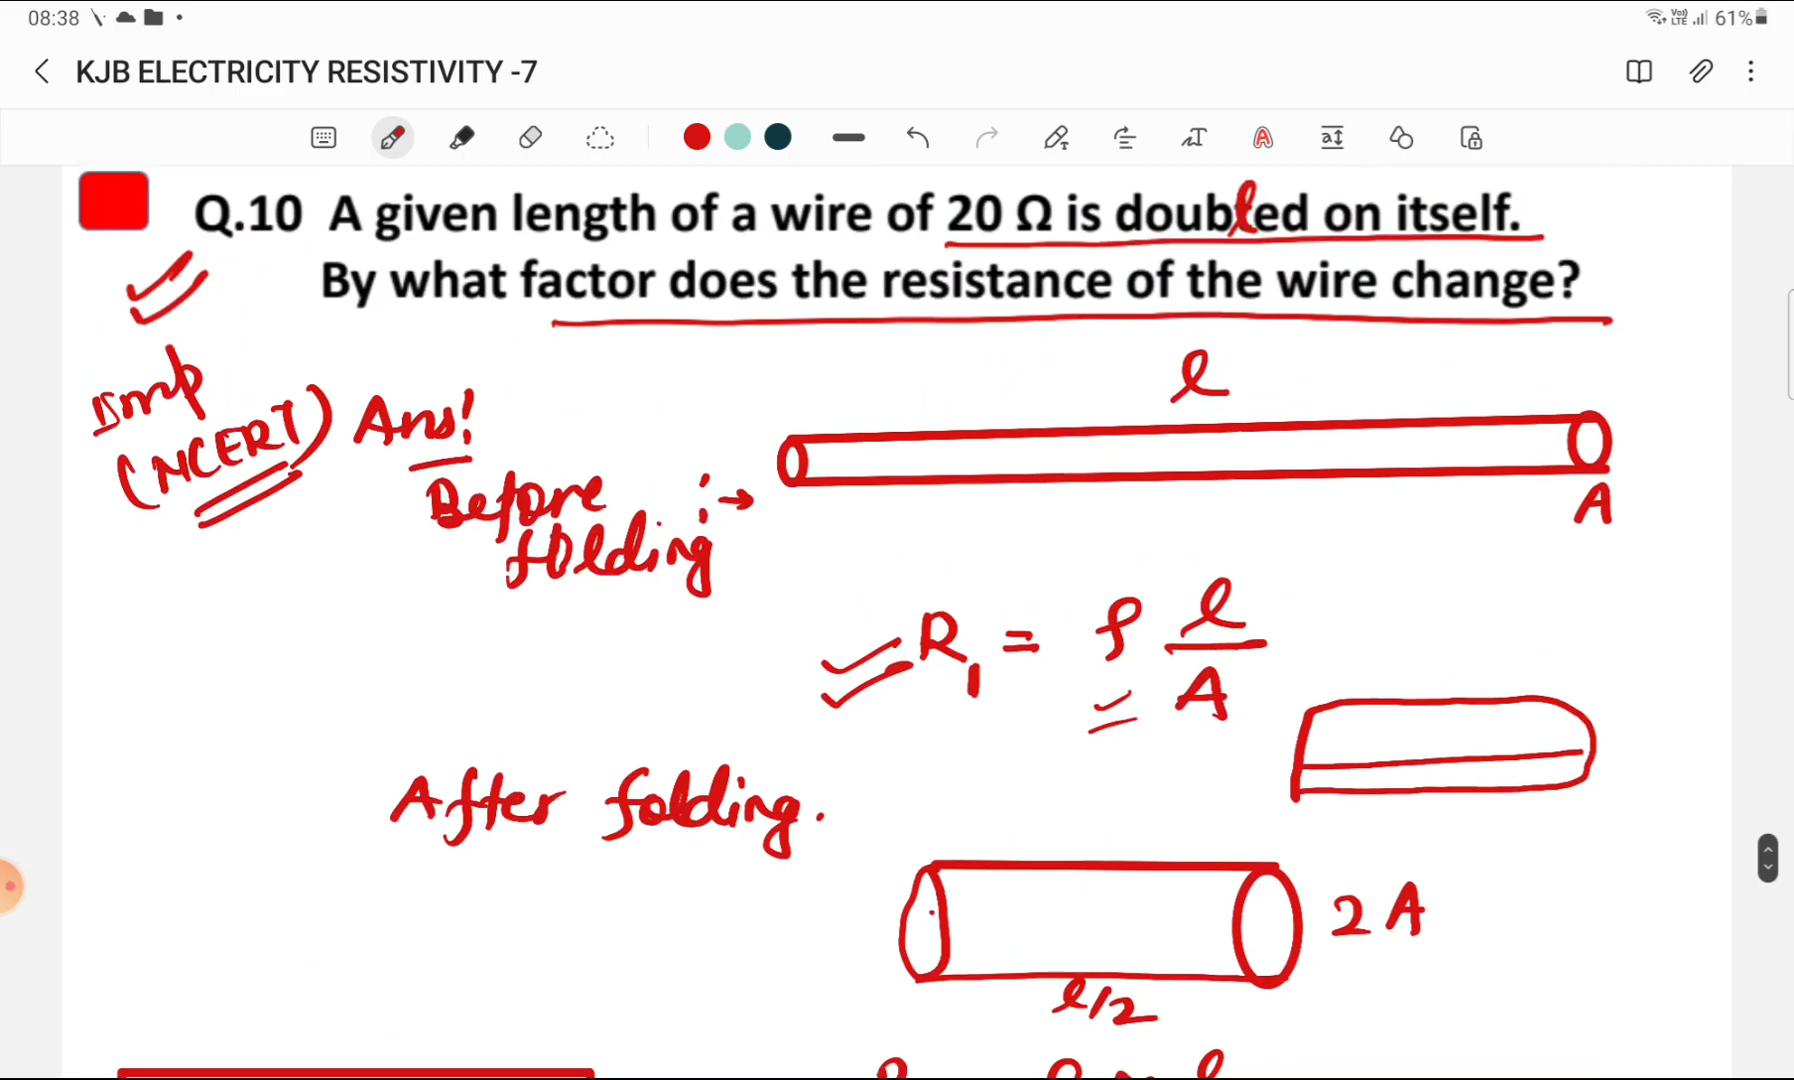 08:38
Vo) LTE 61%
KJB ELECTRICITY RESISTIVITY -7
Q.10 A given length of a wire of 20 Ω is doubled on itself.
By what factor does the resistance of the wire change?
Imp
(NCERT)
Ans!
Before :→
folding
l
A
R₁ = ρ l/A
After folding.
2A
l/2